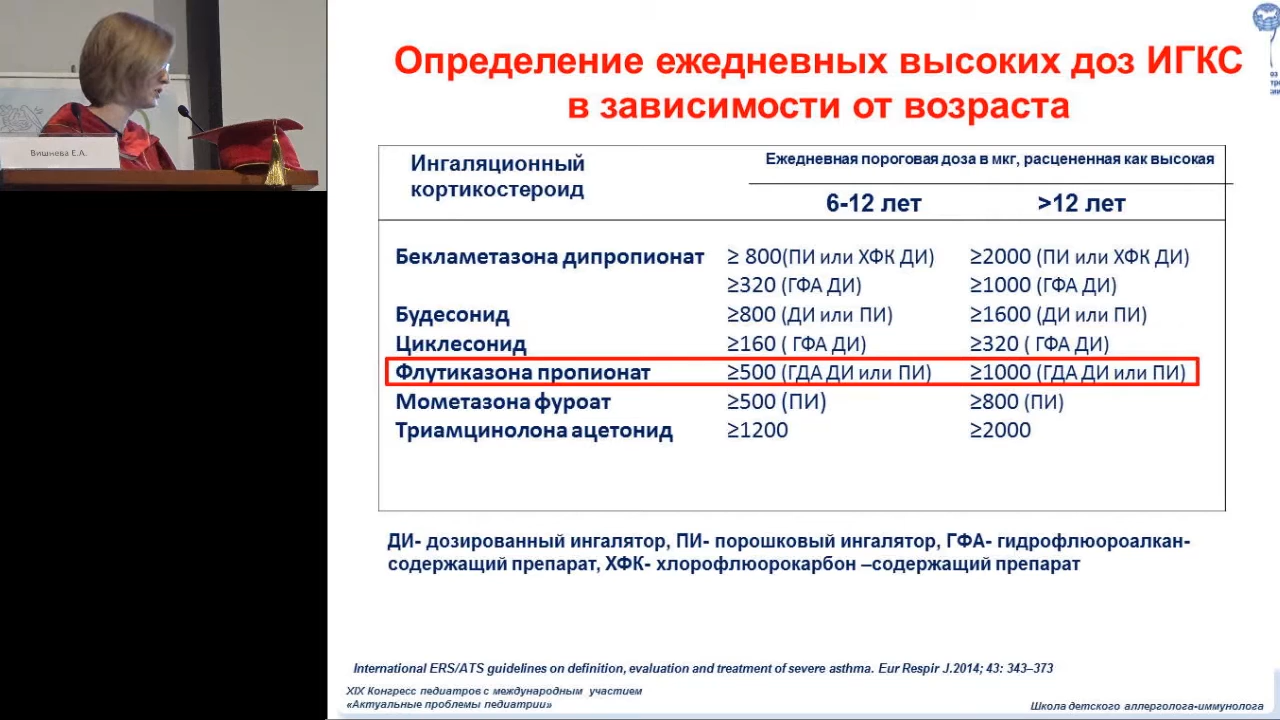 Вишнева Е.А.
Определение ежедневных высоких доз ИГКС
в зависимости от возраста
Ингаляционный
кортикостероид
Ежедневная пороговая доза в мкг, расцененная как высокая
6-12 лет >12 лет
Бекламетазона дипропионат ≥ 800(ПИ или ХФК ДИ) ≥2000 (ПИ или ХФК ДИ)
≥320 (ГФА ДИ) ≥1000 (ГФА ДИ)
Будесонид ≥800 (ДИ или ПИ) ≥1600 (ДИ или ПИ)
Циклесонид ≥160 ( ГФА ДИ) ≥320 ( ГФА ДИ)
Флутиказона пропионат ≥500 (ГДА ДИ или ПИ) ≥1000 (ГДА ДИ или ПИ)
Мометазона фуроат ≥500 (ПИ) ≥800 (ПИ)
Триамцинолона ацетонид ≥1200 ≥2000
ДИ- дозированный ингалятор, ПИ- порошковый ингалятор, ГФА- гидрофлюороалкан-
содержащий препарат, ХФК- хлорофлюорокарбон –содержащий препарат
International ERS/ATS guidelines on definition, evaluation and treatment of severe asthma. Eur Respir J.2014; 43: 343–373
XIX Конгресс педиатров с международным участием
«Актуальные проблемы педиатрии»
Школа детского аллерголога-иммунолога